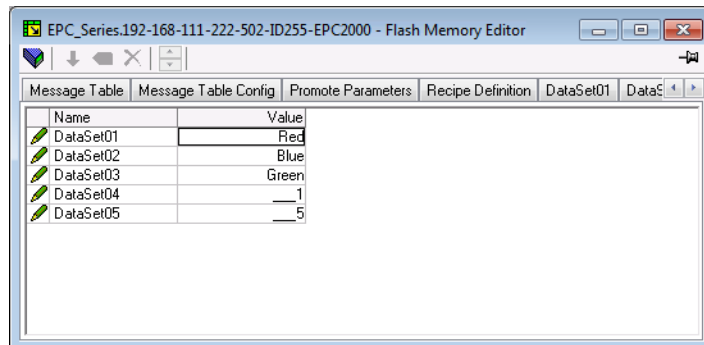 EPC_Series.192-168-111-222-502-ID255-EPC2000 - Flash Memory Editor
Message Table Message Table Config Promote Parameters Recipe Definition DataSet01 DataS
Name Value
DataSet01 Red
DataSet02 Blue
DataSet03 Green
DataSet04 ___1
DataSet05 ___5